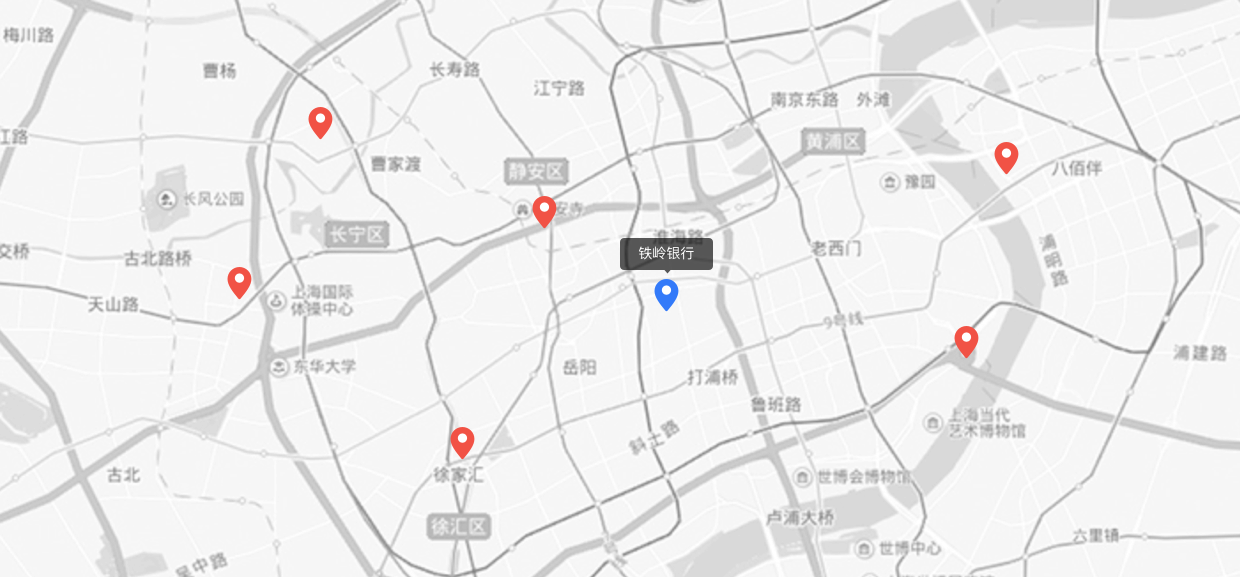 梅川路
曹杨
长寿路
江宁路
南京东路
外滩
江路
黄浦区
曹家渡
静安区
八佰伴
豫园
长风公园
安寺
长宁区
淮海路
老西门
浦明路
交桥
古北路桥
铁岭银行
天山路
上海国际
体操中心
9号线
东华大学
岳阳
打浦桥
浦建路
鲁班路
上海当代
艺术博物馆
斜土路
古北
徐家汇
世博会博物馆
徐汇区
卢浦大桥
六里镇
世博中心
吴中路